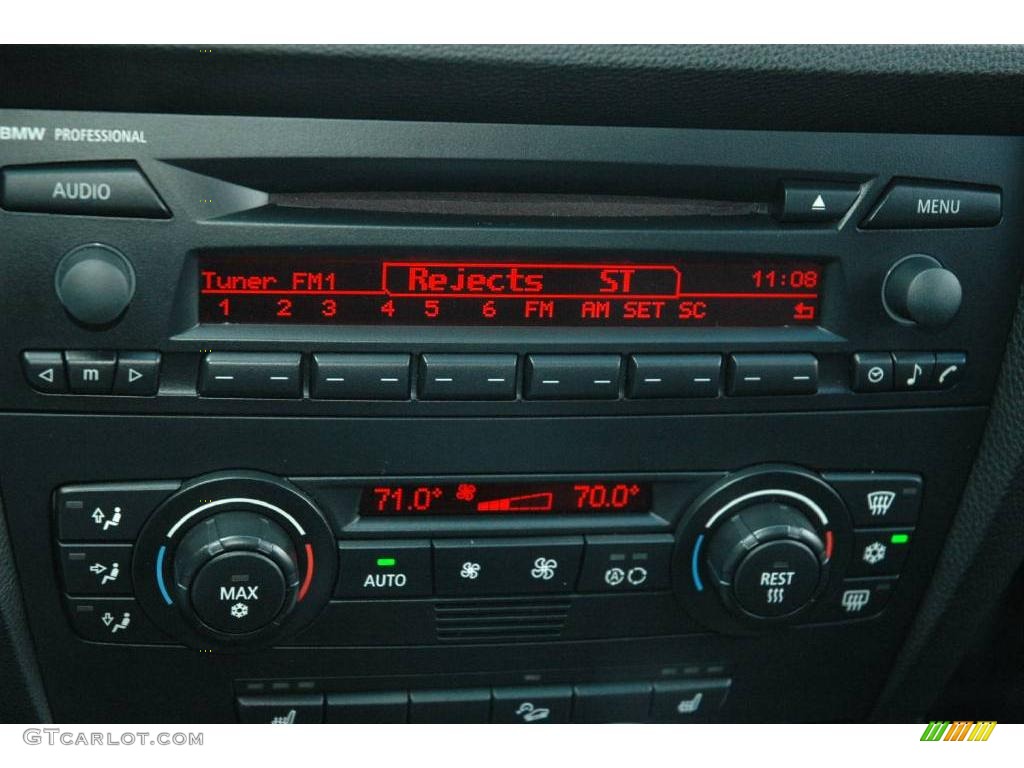 BMW PROFESSIONAL
AUDIO
MENU
Tuner FM1 Rejects ST 11:08
1 2 3 4 5 6 FM AM SET SC
m
71.0° 70.0°
AUTO
MAX
REST
A
GTCARLOT.COM